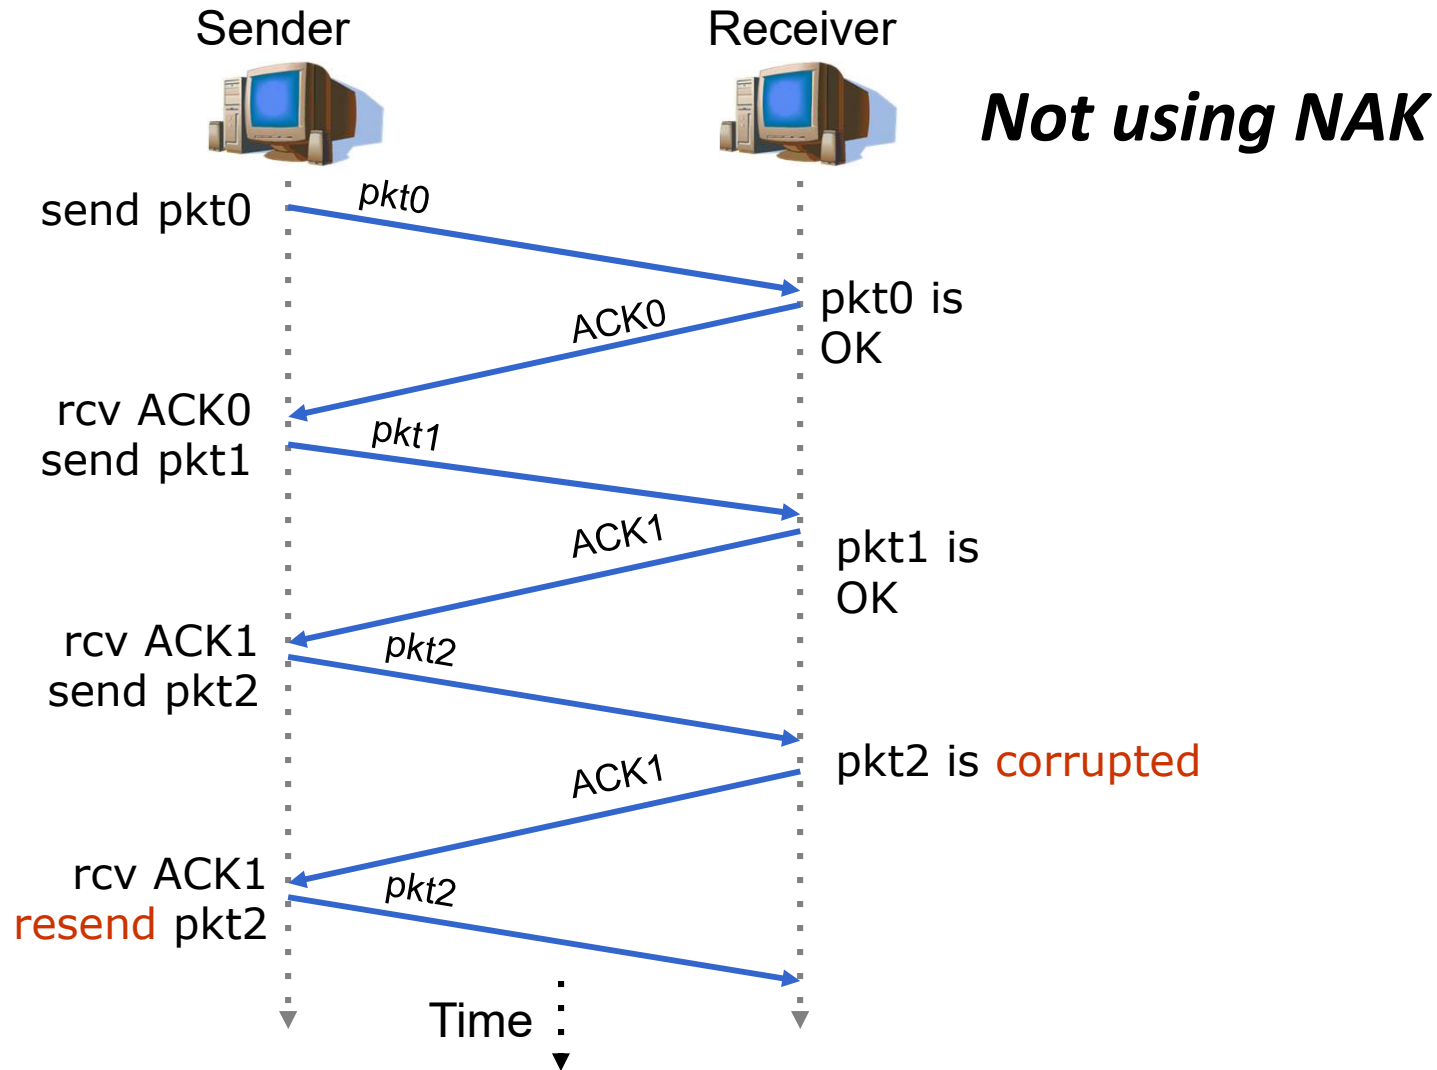 Sender
Receiver
Not using NAK
send pkt0
pkt0
pkt0 is
OK
ACK0
rcv ACK0
send pkt1
pkt1
pkt1 is
OK
ACK1
rcv ACK1
send pkt2
pkt2
pkt2 is corrupted
ACK1
rcv ACK1
resend pkt2
pkt2
Time